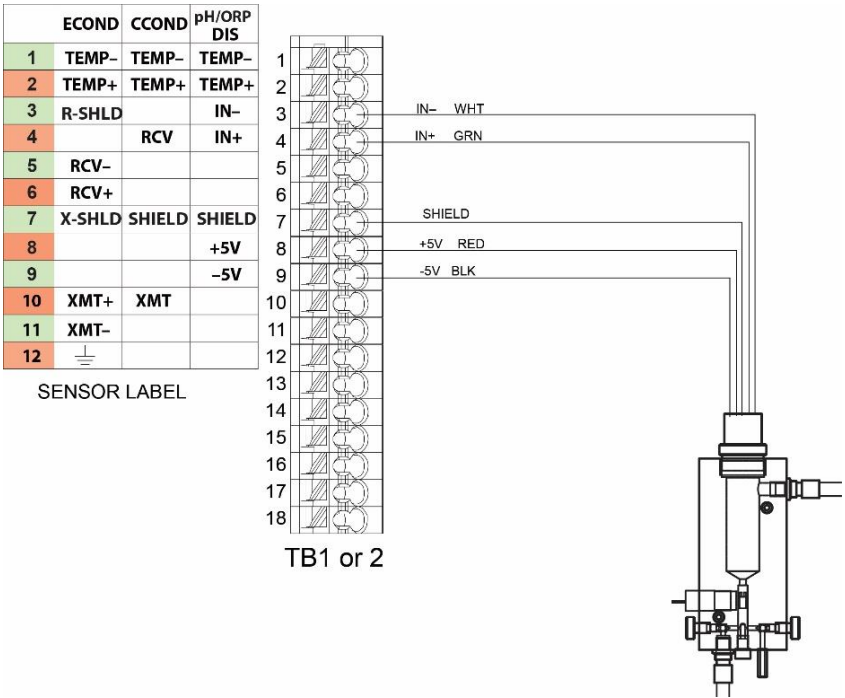 ECOND CCOND pH/ORP DIS
1 TEMP– TEMP– TEMP–
2 TEMP+ TEMP+ TEMP+
3 R-SHLD IN–
4 RCV IN+
5 RCV–
6 RCV+
7 X-SHLD SHIELD SHIELD
8 +5V
9 –5V
10 XMT+ XMT
11 XMT–
12
SENSOR LABEL
1
2
3 IN– WHT
4 IN+ GRN
5
6
7 SHIELD
8 +5V RED
9 -5V BLK
10
11
12
13
14
15
16
17
18
TB1 or 2